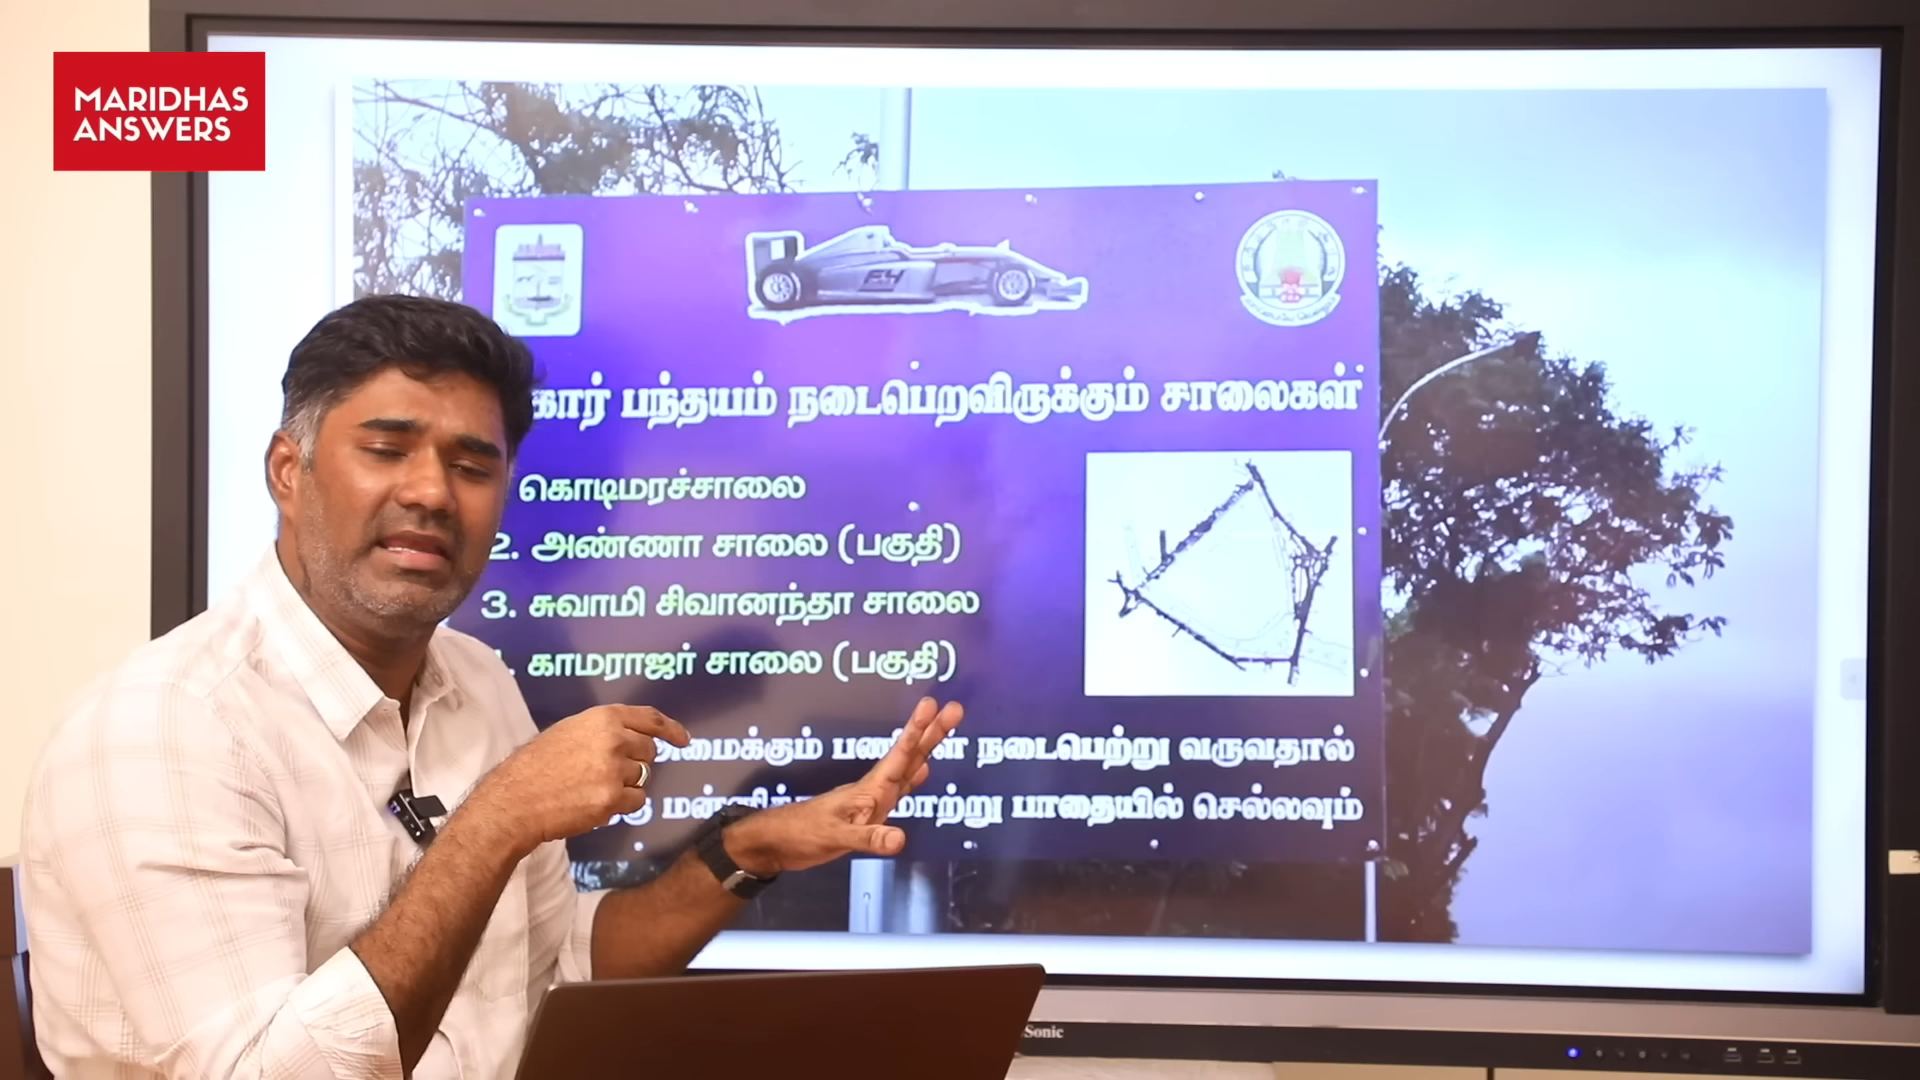 MARIDHAS
ANSWERS
F4
கார் பந்தயம் நடைபெறவிருக்கும் சாலைகள்
கொடிமரச்சாலை
2. அண்ணா சாலை (பகுதி)
3. சுவாமி சிவானந்தா சாலை
காமராஜர் சாலை (பகுதி)
நடைபெற்று வருவதால்
மாற்று பாதையில் செல்லவும்
Sonic